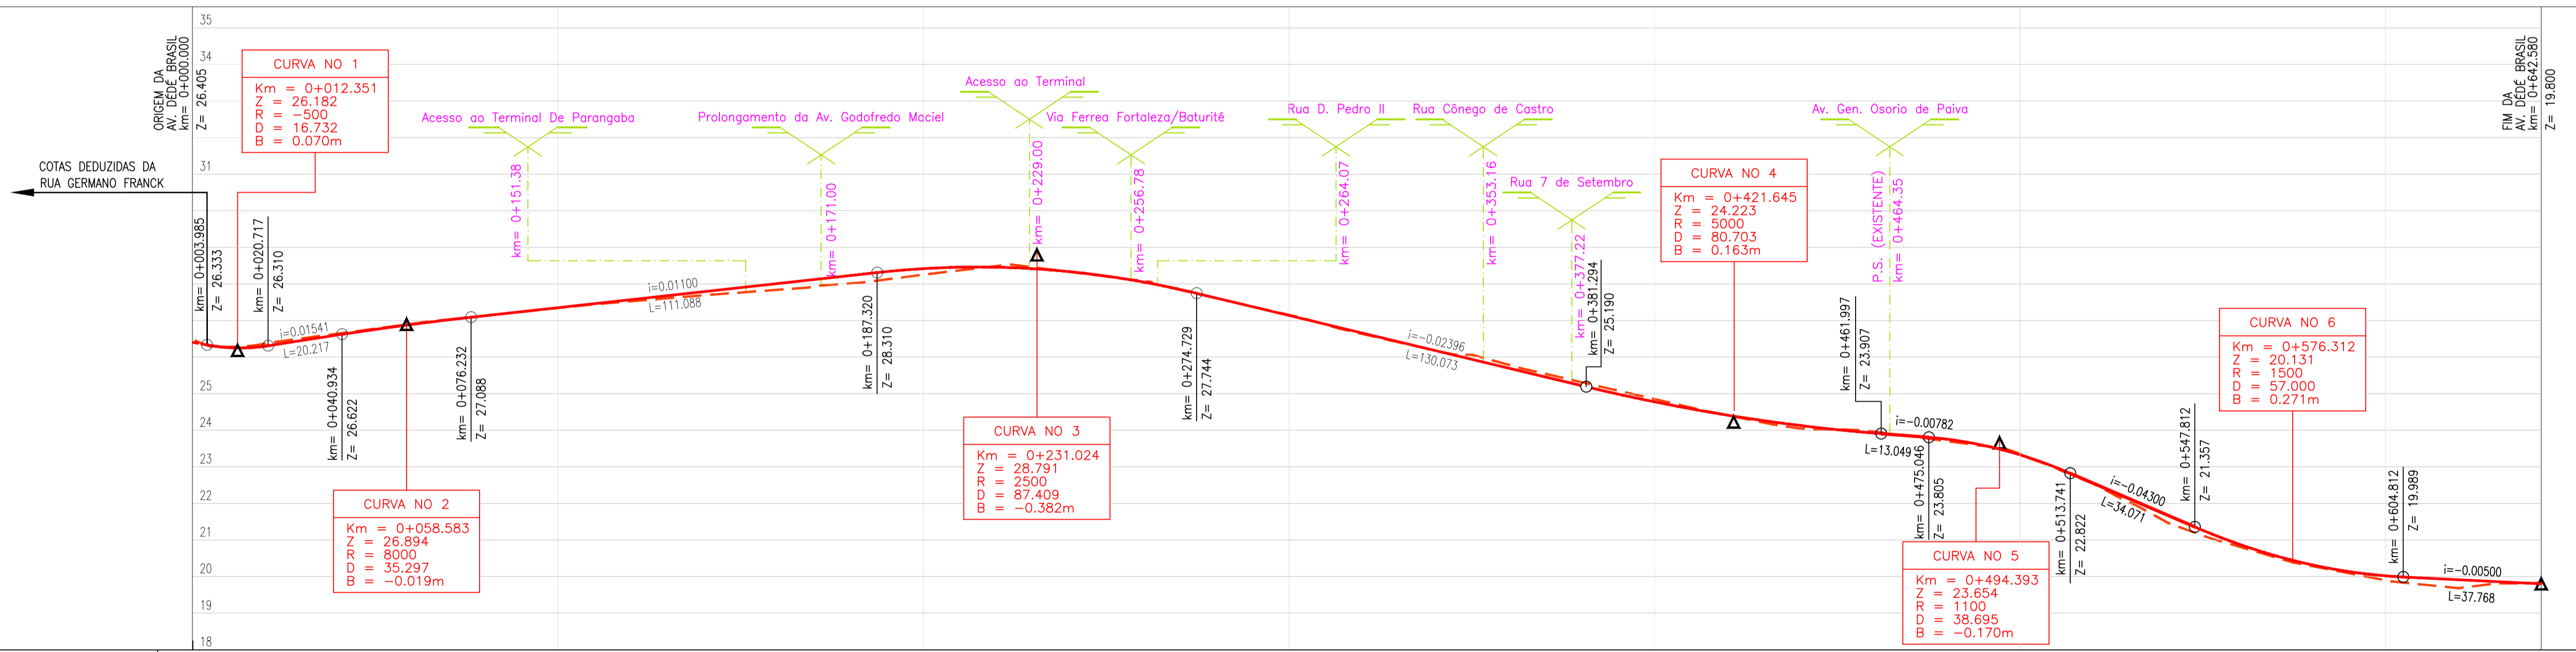 35
34
31
25
24
23
22
21
20
19
18
ORIGEM DA
AV. DEDÉ BRASIL
km= 0+000.000
Z= 26.405
COTAS DEDUZIDAS DA
RUA GERMANO FRANCK
km= 0+003.985
Z= 26.333
CURVA NO 1
Km = 0+012.351
Z = 26.182
R = -500
D = 16.732
B = 0.070m
km= 0+020.717
Z= 26.310
i=0.01541
L=20.217
km= 0+040.934
Z= 26.622
CURVA NO 2
Km = 0+058.583
Z = 26.894
R = 8000
D = 35.297
B = -0.019m
km= 0+076.232
Z= 27.088
Acesso ao Terminal De Parangaba
km= 0+151.38
i=0.01100
L=111.088
Prolongamento da Av. Godofredo Maciel
km= 0+171.00
km= 0+187.320
Z= 28.310
Acesso ao Terminal
km= 0+229.00
CURVA NO 3
Km = 0+231.024
Z = 28.791
R = 2500
D = 87.409
B = -0.382m
Via Ferrea Fortaleza/Baturité
km= 0+256.78
km= 0+274.729
Z= 27.744
Rua D. Pedro II
km= 0+264.07
i=-0.02396
L=130.073
Rua Cônego de Castro
km= 0+353.16
Rua 7 de Setembro
km= 0+377.22
km= 0+381.294
Z= 25.190
CURVA NO 4
Km = 0+421.645
Z = 24.223
R = 5000
D = 80.703
B = 0.163m
km= 0+461.997
Z= 23.907
Av. Gen. Osorio de Paiva
P.S. (EXISTENTE)
km= 0+464.35
i=-0.00782
L=13.049
km= 0+475.046
Z= 23.805
CURVA NO 5
Km = 0+494.393
Z = 23.654
R = 1100
D = 38.695
B = -0.170m
km= 0+513.741
Z= 22.822
i=-0.04300
L=34.071
km= 0+547.812
Z= 21.357
CURVA NO 6
Km = 0+576.312
Z = 20.131
R = 1500
D = 57.000
B = 0.271m
km= 0+604.812
Z= 19.989
i=-0.00500
L=37.768
FIM DA
AV. DEDÉ BRASIL
km= 0+642.580
Z= 19.800